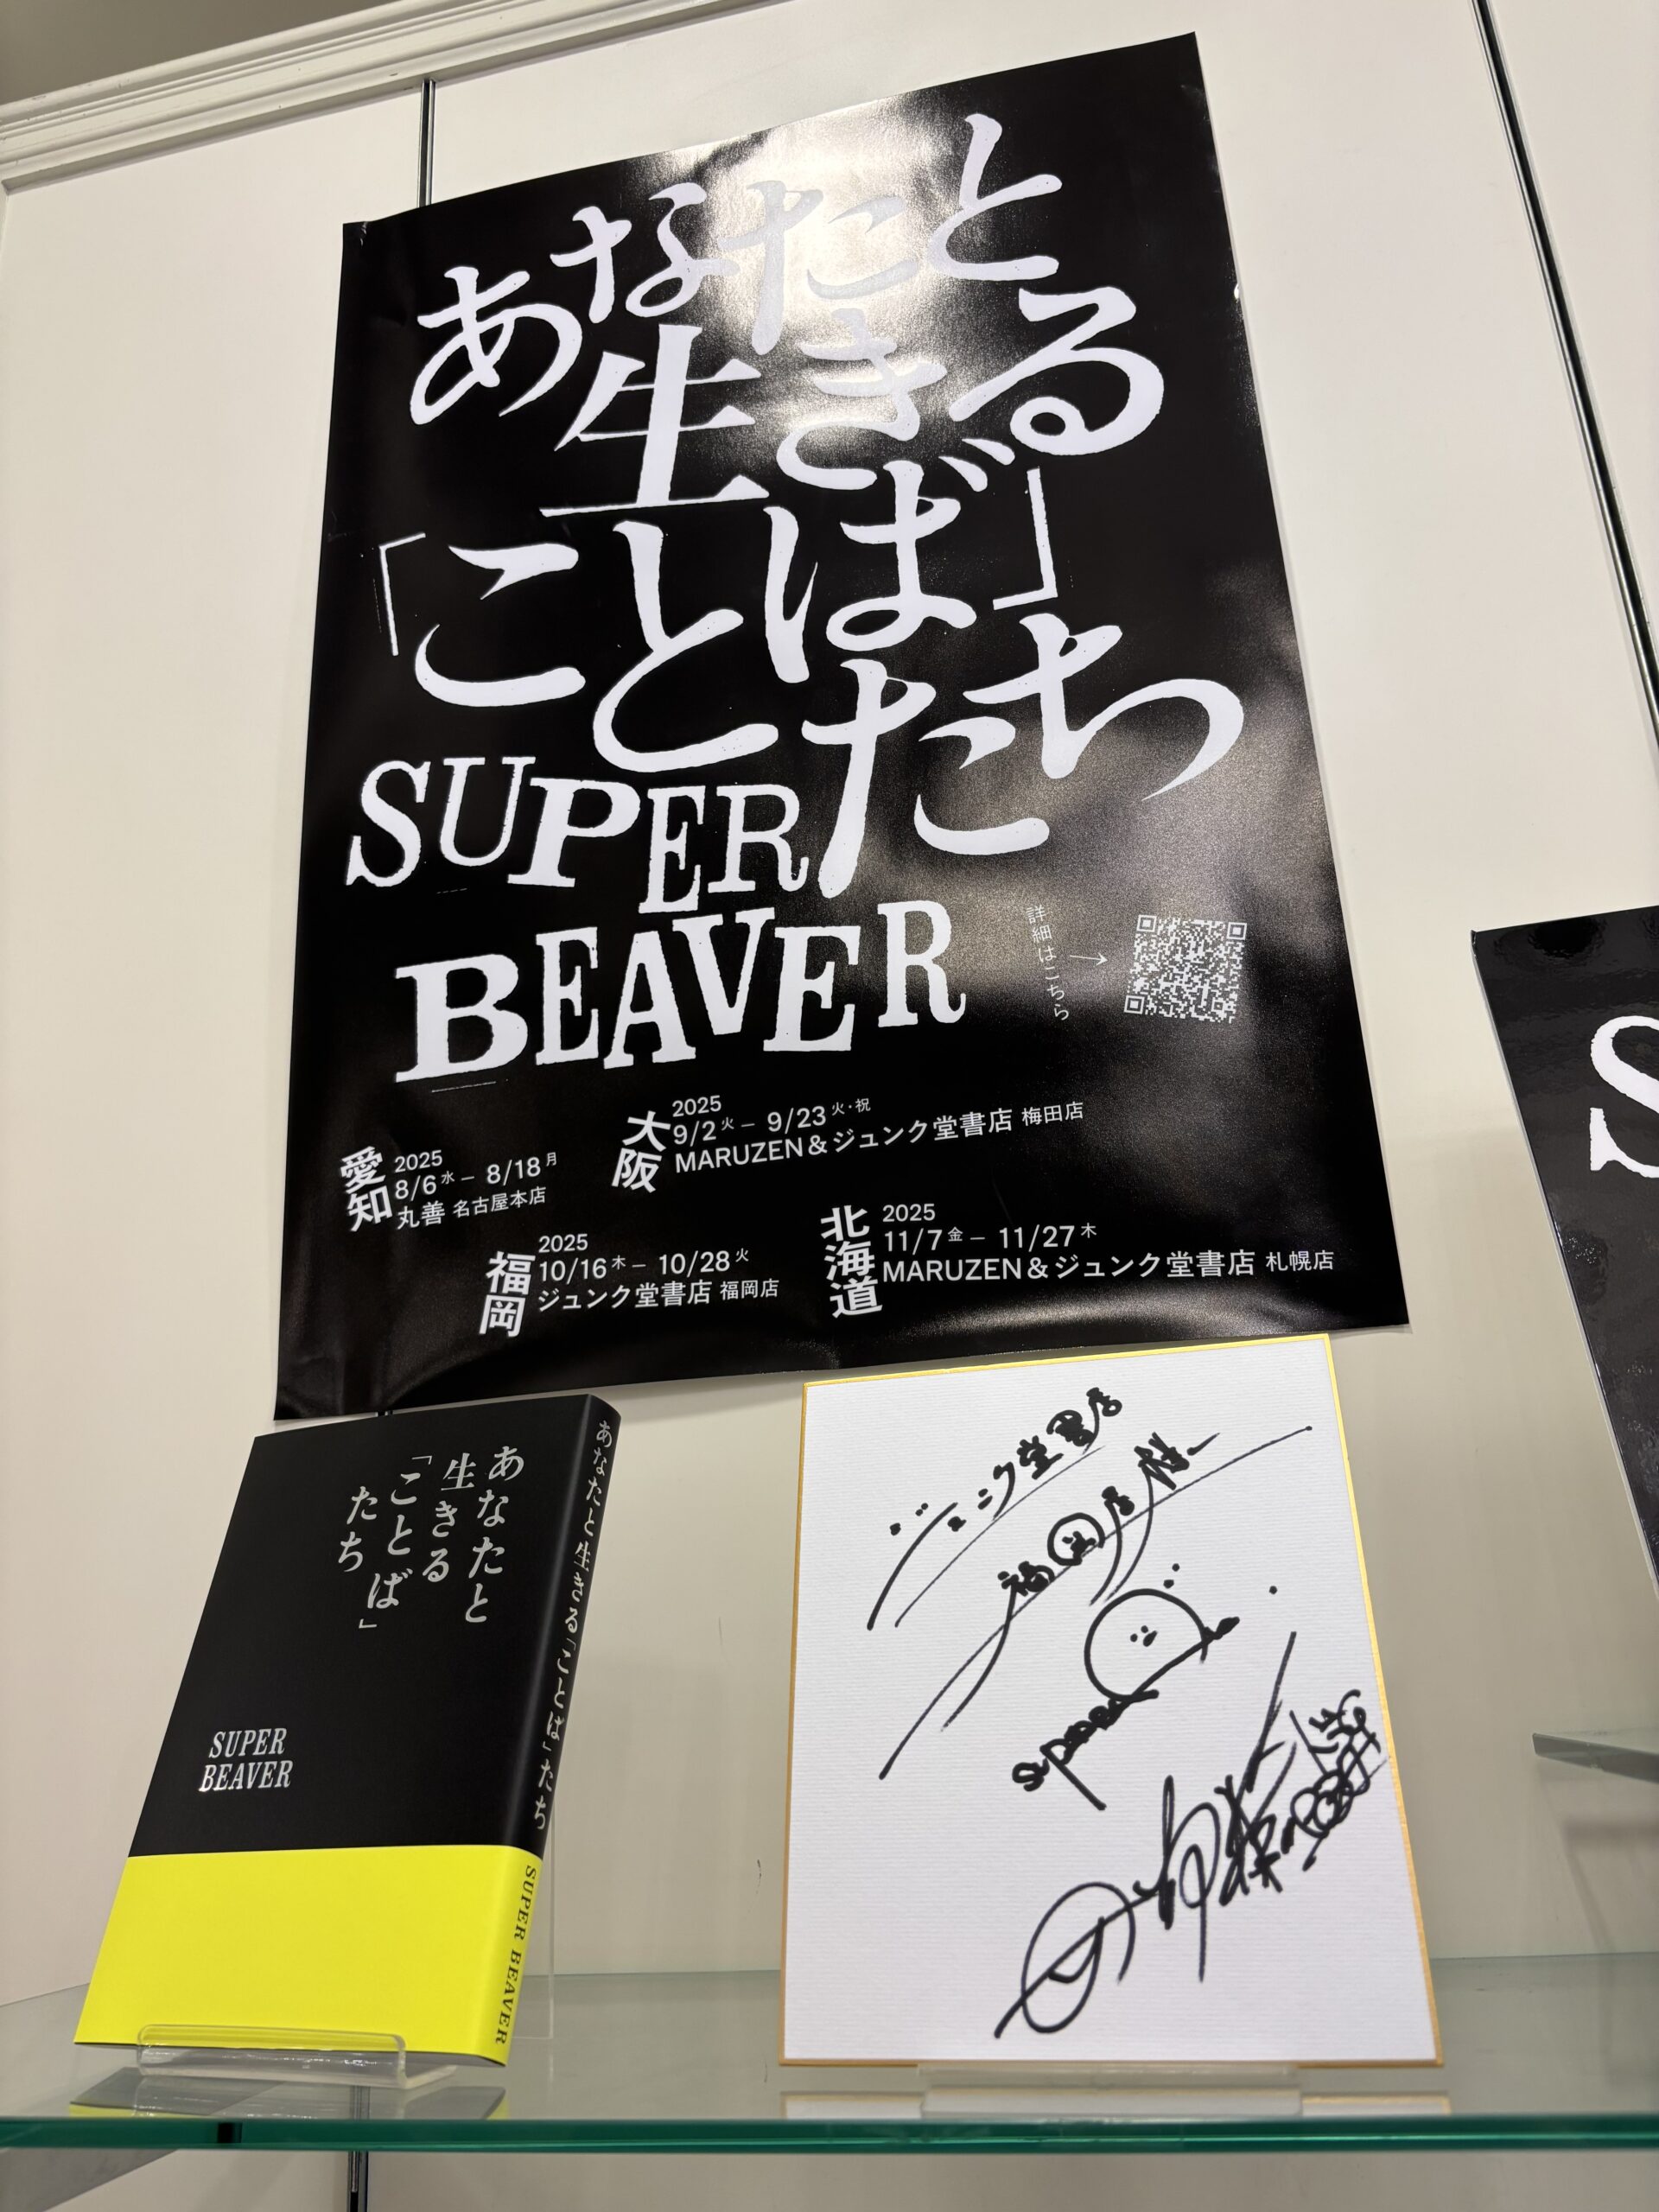 あなたと
生きる
「ことば」
たち
SUPER
BEAVER
詳細はこちら
→
愛知
2025
8/6水 – 8/18月
丸善 名古屋本店
大阪
2025
9/2火 – 9/23火・祝
MARUZEN&ジュンク堂書店 梅田店
福岡
2025
10/16木 – 10/28火
ジュンク堂書店 福岡店
北海道
2025
11/7金 – 11/27木
MARUZEN&ジュンク堂書店 札幌店
あなたと
生きる
「ことば」
たち
SUPER
BEAVER
あなたと生きる「ことば」たち
SUPER BEAVER
ジュンク堂書店
福岡店様
S